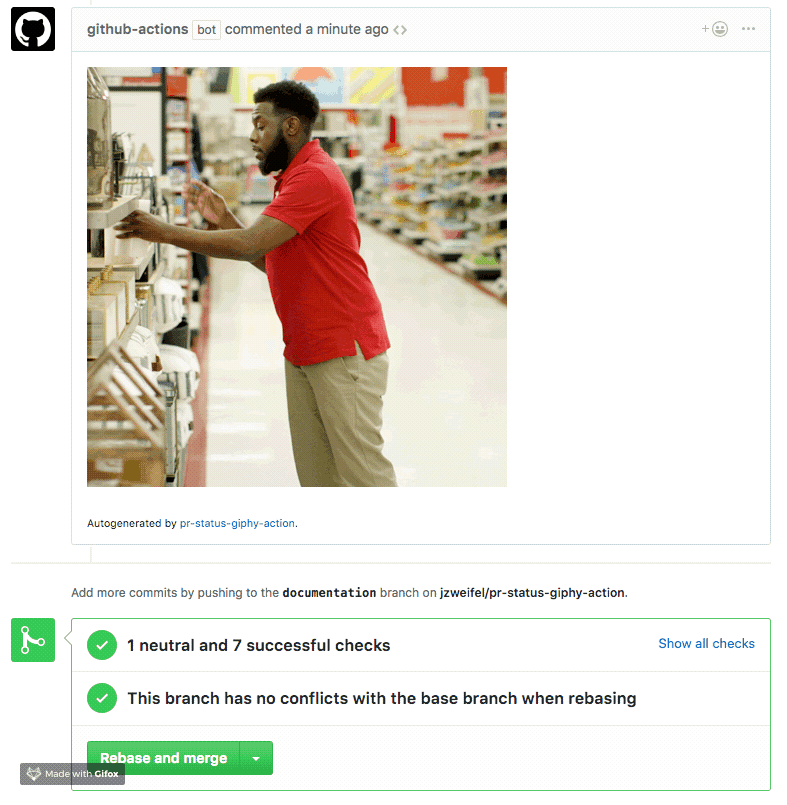 github-actions bot commented a minute ago
Autogenerated by pr-status-giphy-action.
Add more commits by pushing to the documentation branch on jzweifel/pr-status-giphy-action.
1 neutral and 7 successful checks
Show all checks
This branch has no conflicts with the base branch when rebasing
Rebase and merge
Made with Gifox